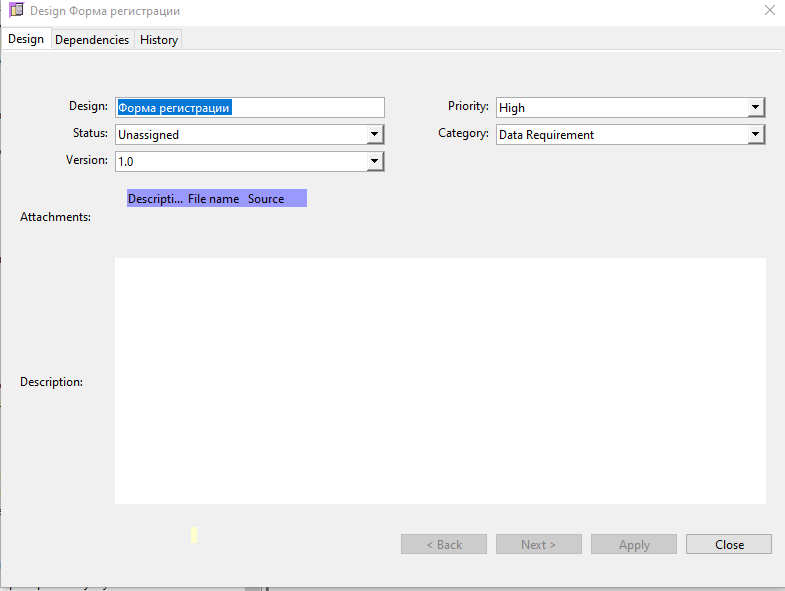 Design Форма регистрации
Design Dependencies History
Design: Форма регистрации Priority: High
Status: Unassigned Category: Data Requirement
Version: 1.0
Descripti... File name Source
Attachments:
Description:
< Back Next > Apply Close